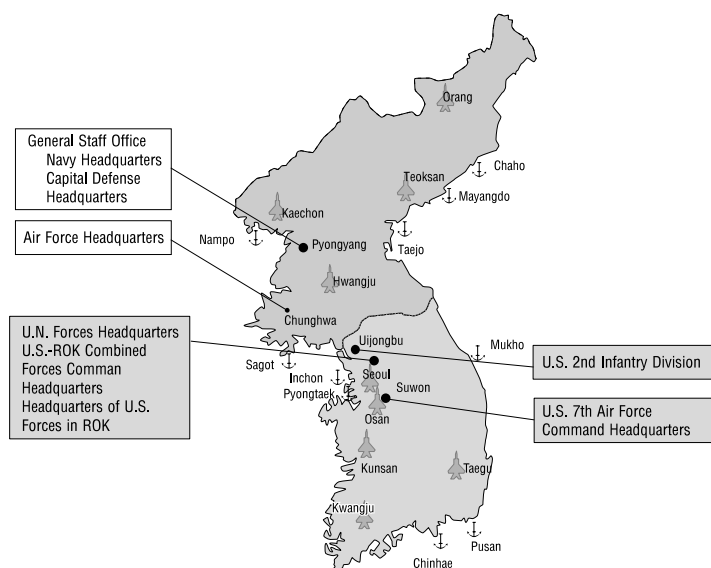 Orang
General Staff Office
Navy Headquarters
Capital Defense
Headquarters
Chaho
Teoksan
Mayangdo
Kaechon
Air Force Headquarters
Nampo
Pyongyang
Taejo
Hwangju
Chunghwa
U.N. Forces Headquarters
U.S.-ROK Combined
Forces Comman
Headquarters
Headquarters of U.S.
Forces in ROK
Uijongbu
Mukho
U.S. 2nd Infantry Division
Sagot
Inchon
Seoul
Pyongtaek
Suwon
Osan
U.S. 7th Air Force
Command Headquarters
Kunsan
Taegu
Kwangju
Pusan
Chinhae